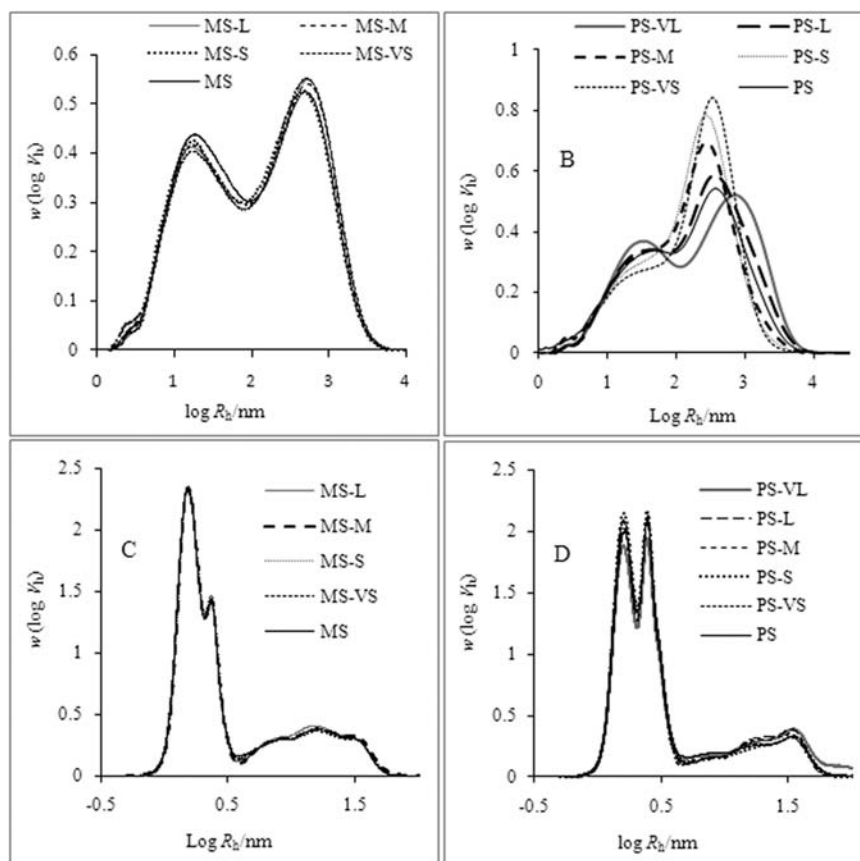 MS-L MS-M
MS-S MS-VS
MS
0.6
0.5
0.4
0.3
0.2
0.1
0
w (log Vh)
0 1 2 3 4
log Rh/nm
PS-VL PS-L
PS-M PS-S
PS-VS PS
B
1
0.8
0.6
0.4
0.2
0
w (log Vh)
0 1 2 3 4
Log Rh/nm
C
MS-L
MS-M
MS-S
MS-VS
MS
2.5
2
1.5
1
0.5
0
w (log Vh)
-0.5 0.5 1.5
Log Rh/nm
D
PS-VL
PS-L
PS-M
PS-S
PS-VS
PS
2.5
2
1.5
1
0.5
0
w (log Vh)
-0.5 0.5 1.5
log Rh/nm